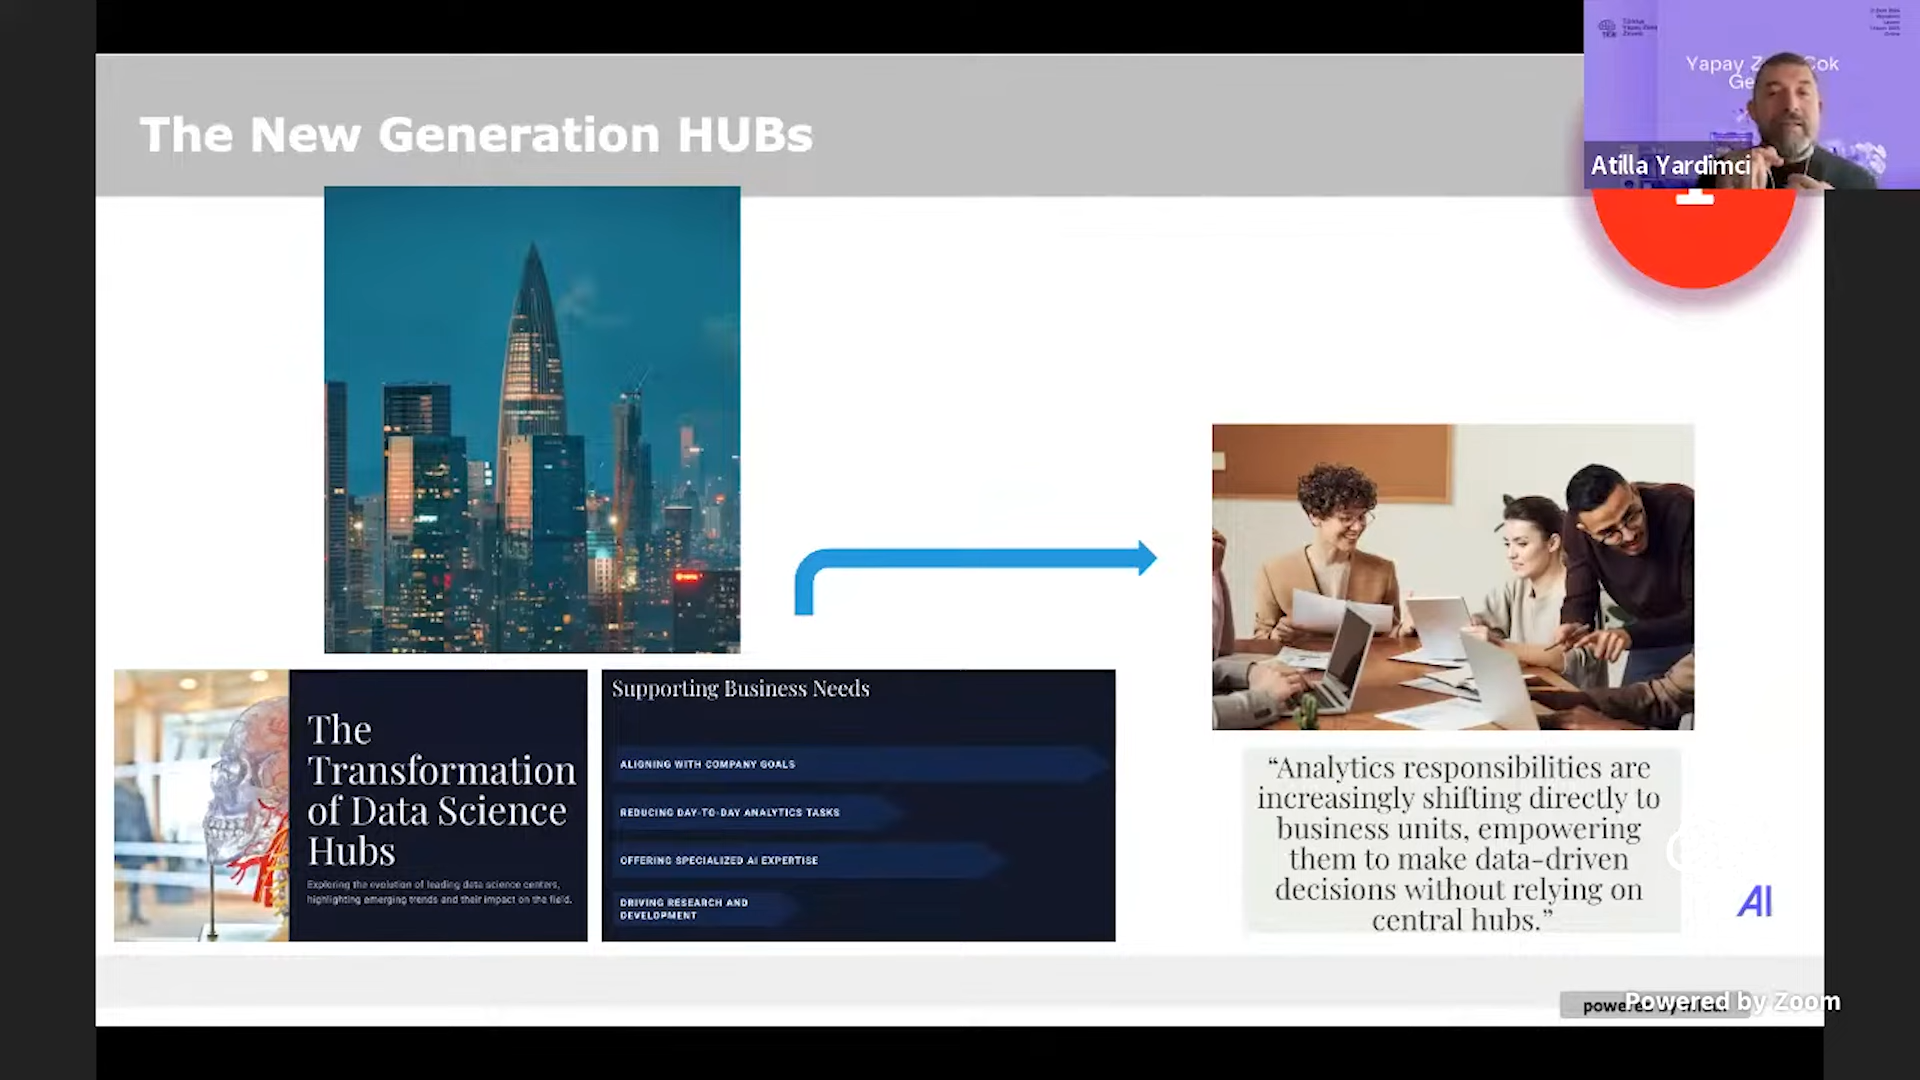 The New Generation HUBs
Yapay Cok
Ge
Atilla Yardimci
The
Transformation
of Data Science
Hubs
Exploring the evolution of leading data science centers,
highlighting emerging trends and their impact on the field.
Supporting Business Needs
ALIGNING WITH COMPANY GOALS
REDUCING DAY-TO-DAY ANALYTICS TASKS
OFFERING SPECIALIZED AI EXPERTISE
DRIVING RESEARCH AND
DEVELOPMENT
“Analytics responsibilities are
increasingly shifting directly to
business units, empowering
them to make data-driven
decisions without relying on
central hubs.”
AI
Powered by Zoom